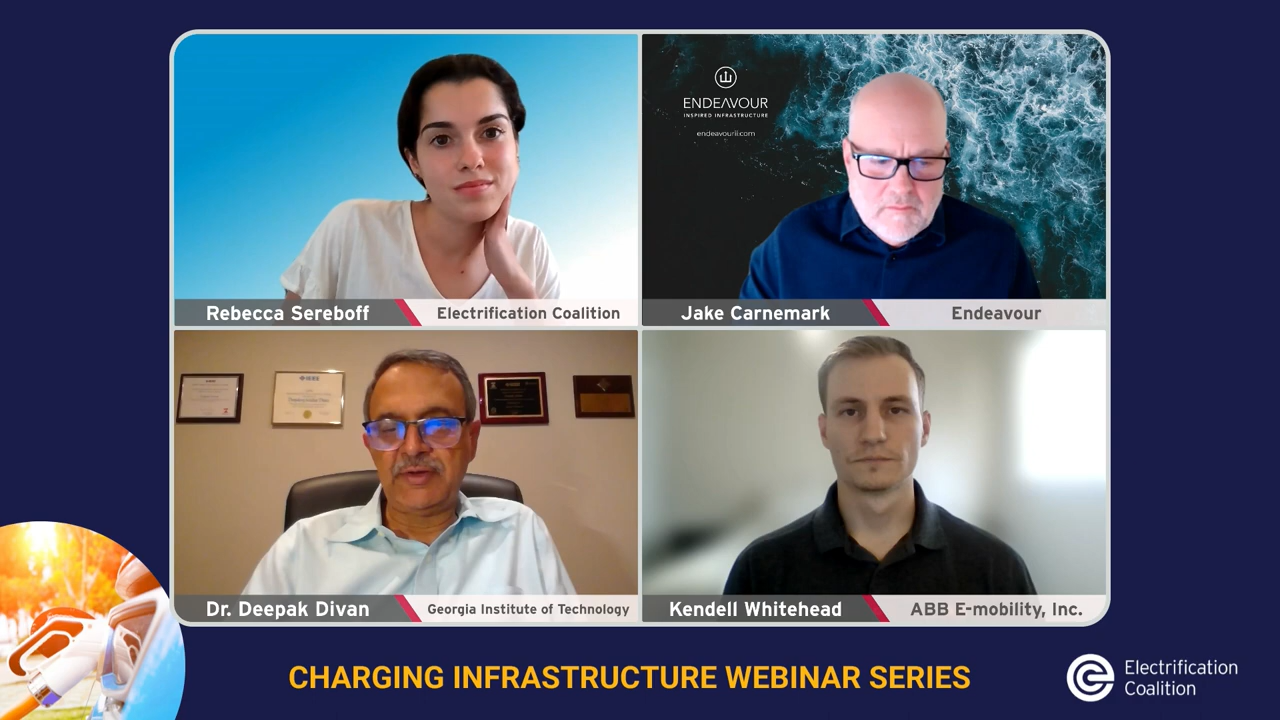 ENDEAVOUR
INSPIRED INFRASTRUCTURE
endeavourii.com
Rebecca Sereboff
Electrification Coalition
Jake Carnemark
Endeavour
IEEE
Dr. Deepak Divan
Georgia Institute of Technology
Kendell Whitehead
ABB E-mobility, Inc.
CHARGING INFRASTRUCTURE WEBINAR SERIES
Electrification
Coalition